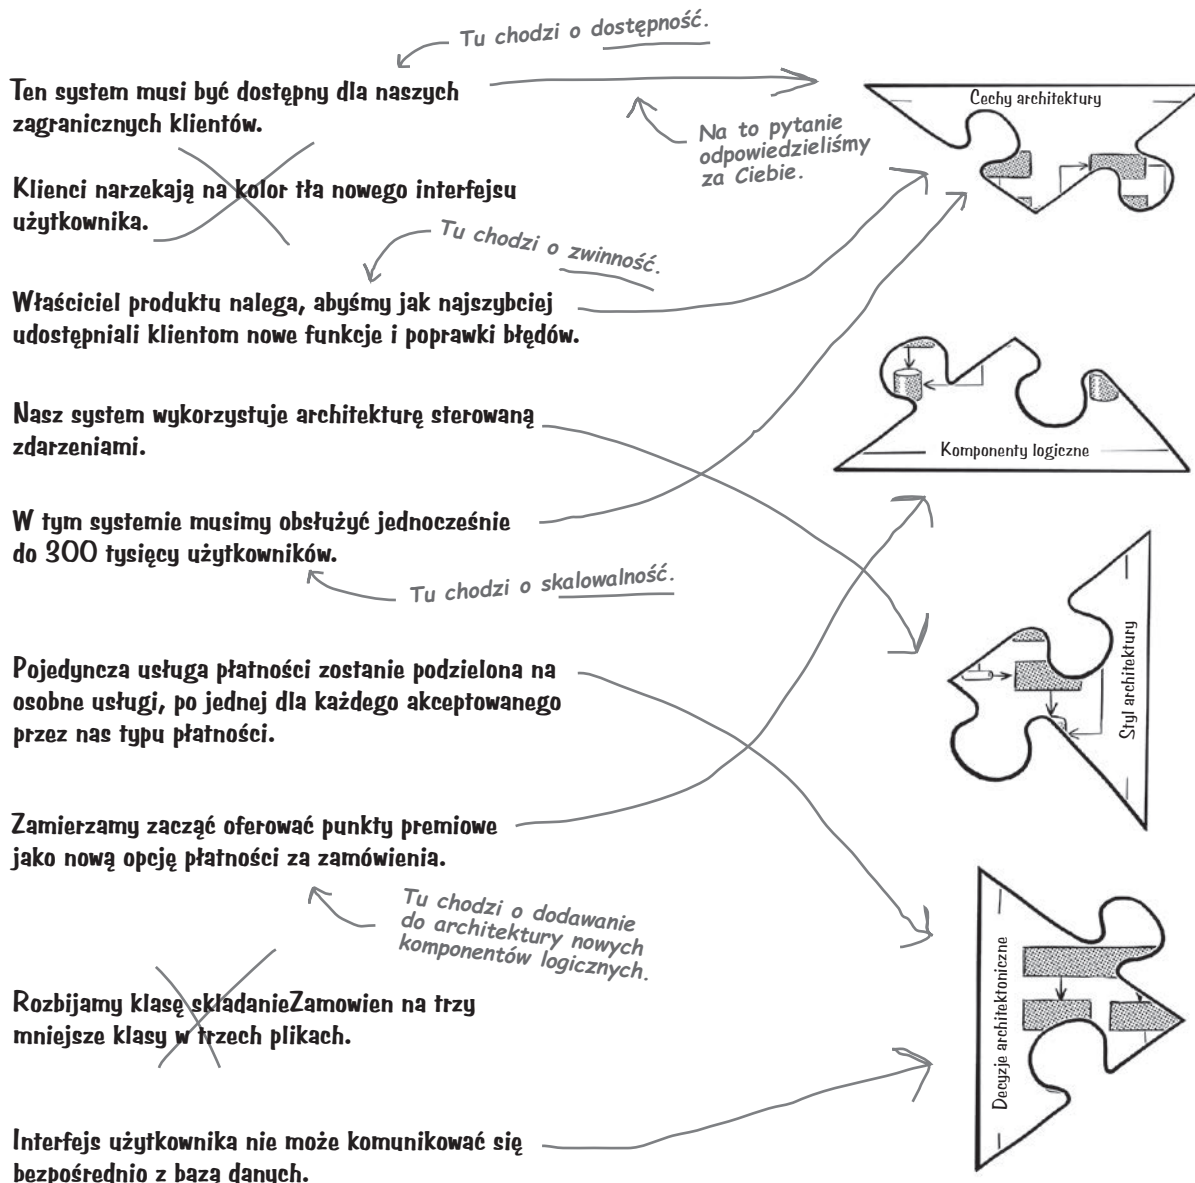 Tu chodzi o dostępność.
Ten system musi być dostępny dla naszych
zagranicznych klientów.
Cechy architektury
Na to pytanie
odpowiedzieliśmy
za Ciebie.
Klienci narzekają na kolor tła nowego interfejsu
użytkownika.
Tu chodzi o zwinność.
Właściciel produktu nalega, abyśmy jak najszybciej
udostępniali klientom nowe funkcje i poprawki błędów.
Nasz system wykorzystuje architekturę sterowaną
zdarzeniami.
Komponenty logiczne
W tym systemie musimy obsłużyć jednocześnie
do 300 tysięcy użytkowników.
Tu chodzi o skalowalność.
Styl architektury
Pojedyncza usługa płatności zostanie podzielona na
osobne usługi, po jednej dla każdego akceptowanego
przez nas typu płatności.
Zamierzamy zacząć oferować punkty premiowe
jako nową opcję płatności za zamówienia.
Tu chodzi o dodawanie
do architektury nowych
komponentów logicznych.
Decyzje architektoniczne
Rozbijamy klasę skladanieZamowien na trzy
mniejsze klasy w trzech plikach.
Interfejs użytkownika nie może komunikować się
bezpośrednio z bazą danych.